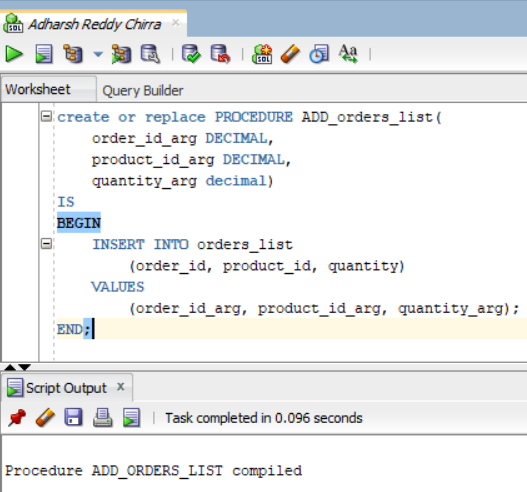 Adharsh Reddy Chirra
SQL
Aa
Worksheet Query Builder
create or replace PROCEDURE ADD_orders_list(
order_id_arg DECIMAL,
product_id_arg DECIMAL,
quantity_arg decimal)
IS
BEGIN
INSERT INTO orders_list
(order_id, product_id, quantity)
VALUES
(order_id_arg, product_id_arg, quantity_arg);
END;
Script Output x
Task completed in 0.096 seconds
Procedure ADD_ORDERS_LIST compiled